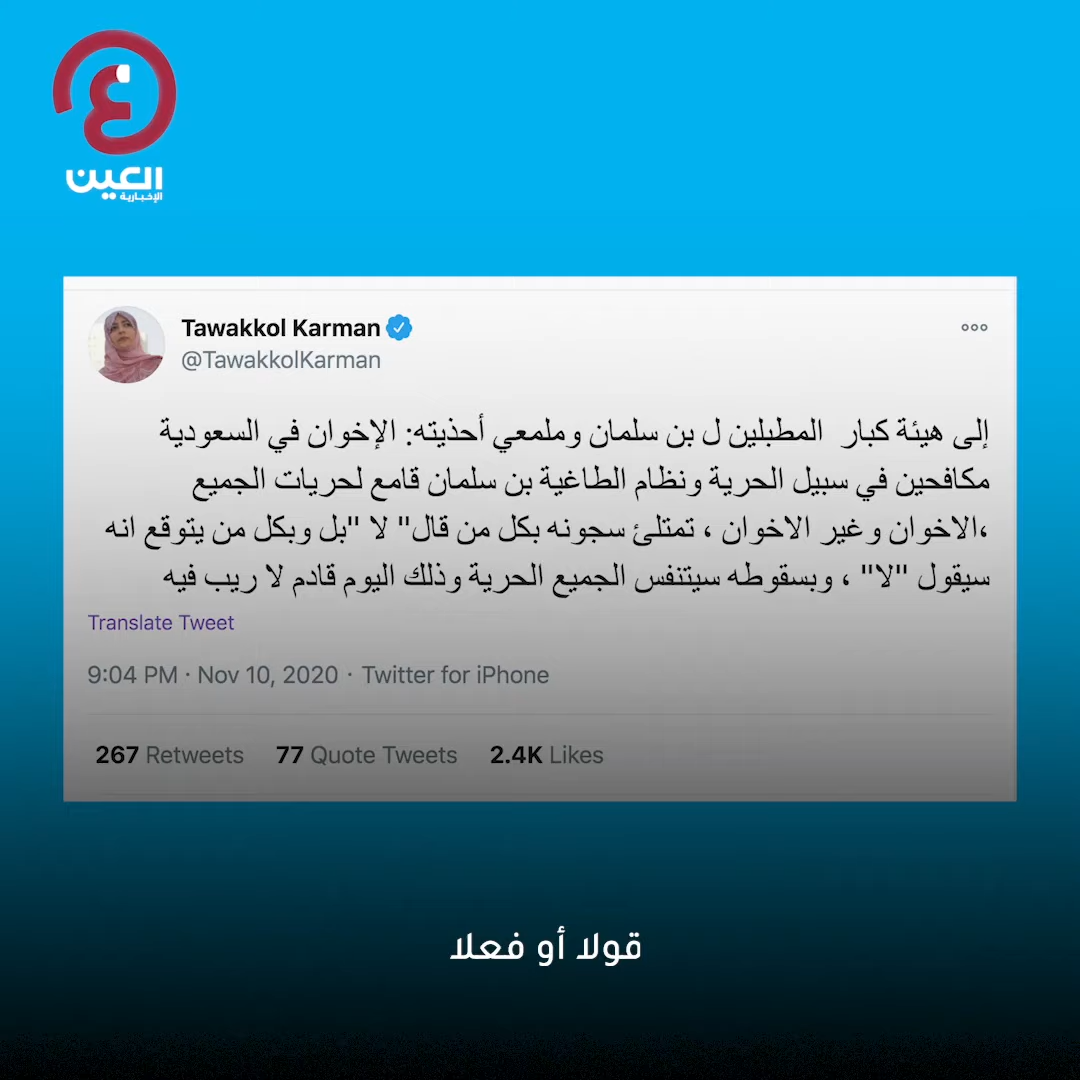 ع
العين
الإخبارية
Tawakkol Karman
@TawakkolKarman
إلى هيئة كبار المطبلين ل بن سلمان وملمعي أحذيته: الإخوان في السعودية
مكافحين في سبيل الحرية ونظام الطاغية بن سلمان قامع لحريات الجميع
،الاخوان وغير الاخوان ، تمتلئ سجونه بكل من قال" لا "بل وبكل من يتوقع انه
سيقول "لا" ، وبسقوطه سيتنفس الجميع الحرية وذلك اليوم قادم لا ريب فيه
Translate Tweet
9:04 PM · Nov 10, 2020 · Twitter for iPhone
267 Retweets 77 Quote Tweets 2.4K Likes
قولا أو فعلا